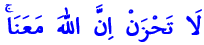 لَا تَحْزَنْ اِنَّ اللّٰهَ مَعَنَاۚ